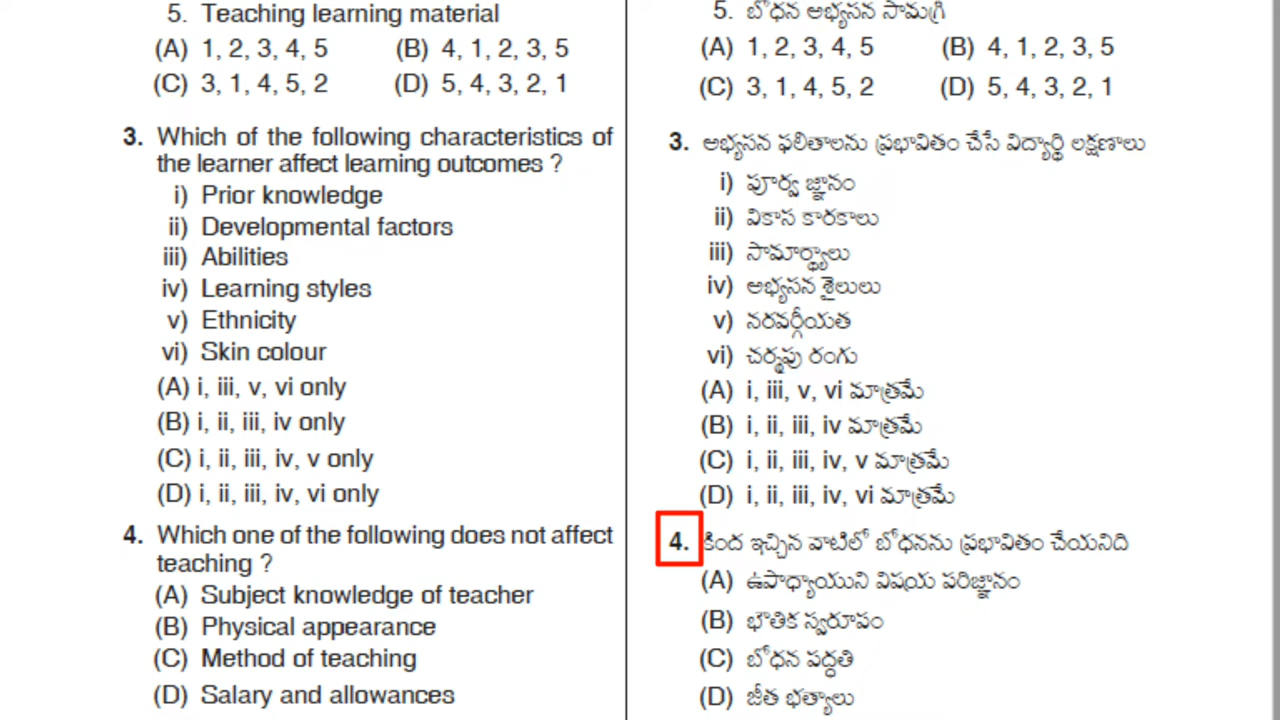 5. Teaching learning material
(A) 1, 2, 3, 4, 5 (B) 4, 1, 2, 3, 5
(C) 3, 1, 4, 5, 2 (D) 5, 4, 3, 2, 1
3. Which of the following characteristics of
the learner affect learning outcomes ?
i) Prior knowledge
ii) Developmental factors
iii) Abilities
iv) Learning styles
v) Ethnicity
vi) Skin colour
(A) i, iii, v, vi only
(B) i, ii, iii, iv only
(C) i, ii, iii, iv, v only
(D) i, ii, iii, iv, vi only
4. Which one of the following does not affect
teaching ?
(A) Subject knowledge of teacher
(B) Physical appearance
(C) Method of teaching
(D) Salary and allowances
5. బోధన అభ్యసన సామగ్రి
(A) 1, 2, 3, 4, 5 (B) 4, 1, 2, 3, 5
(C) 3, 1, 4, 5, 2 (D) 5, 4, 3, 2, 1
3. అభ్యసన ఫలితాలను ప్రభావితం చేసే విద్యార్థి లక్షణాలు
i) పూర్వ జ్ఞానం
ii) వికాస కారకాలు
iii) సామార్థ్యాలు
iv) అభ్యసన శైలులు
v) నరవర్గీయత
vi) చర్మపు రంగు
(A) i, iii, v, vi మాత్రమే
(B) i, ii, iii, iv మాత్రమే
(C) i, ii, iii, iv, v మాత్రమే
(D) i, ii, iii, iv, vi మాత్రమే
4. కింద ఇచ్చిన వాటిలో బోధనను ప్రభావితం చేయనిది
(A) ఉపాధ్యాయుని విషయ పరిజ్ఞానం
(B) భౌతిక స్వరూపం
(C) బోధన పద్ధతి
(D) జీత భత్యాలు